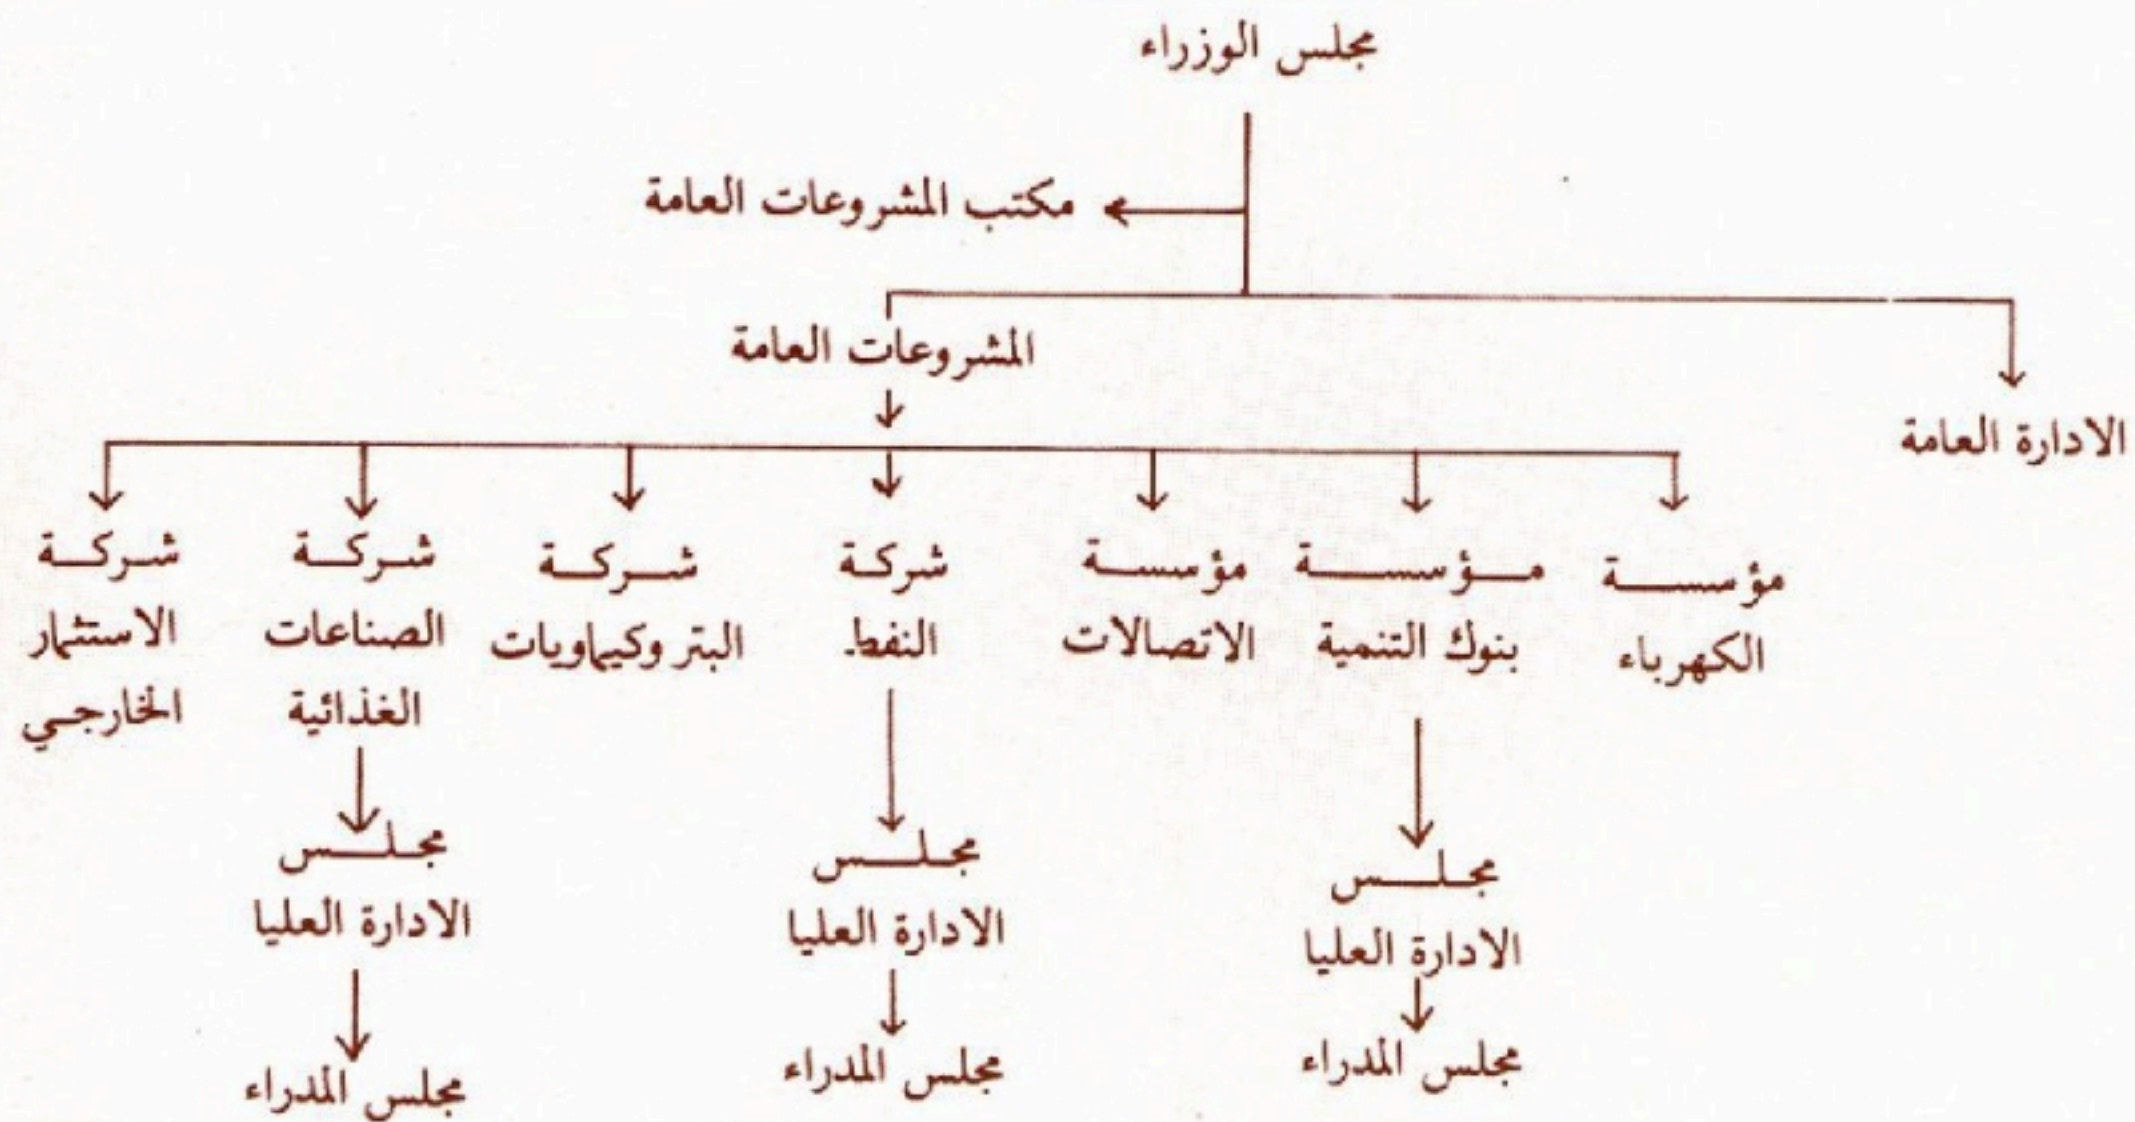 مجلس الوزراء
مكتب المشروعات العامة
المشروعات العامة
الادارة العامة
مؤسسة
الكهرباء
مؤسسة
بنوك التنمية
مؤسسة
الاتصالات
شركة
النفط
شركة
البتروكيماويات
شركة
الصناعات
الغذائية
شركة
الاستثمار
الخارجي
مجلس
الادارة العليا
مجلس المدراء
مجلس
الادارة العليا
مجلس المدراء
مجلس
الادارة العليا
مجلس المدراء